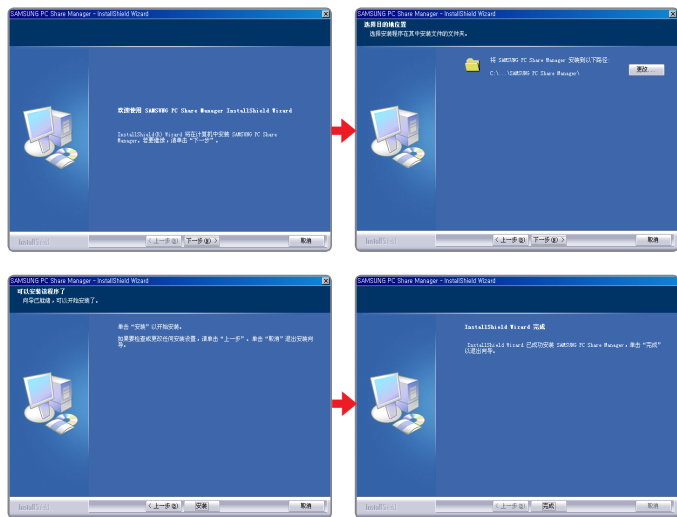 SAMSUNG PC Share Manager - InstallShield Wizard
欢迎使用 SAMSUNG PC Share Manager InstallShield Wizard
InstallShield(R) Wizard 将在计算机中安装 SAMSUNG PC Share
Manager。若要继续，请单击“下一步”。
InstallShield
< 上一步(B)
下一步(N) >
取消
SAMSUNG PC Share Manager - InstallShield Wizard
选择目的地位置
选择安装程序在其中安装文件的文件夹。
将 SAMSUNG PC Share Manager 安装到以下路径:
C:\...\SAMSUNG PC Share Manager\
更改...
InstallShield
< 上一步(B)
下一步(N) >
取消
SAMSUNG PC Share Manager - InstallShield Wizard
可以安装该程序了
向导已就绪，可以开始安装了。
单击“安装”以开始安装。
如果要检查或更改任何安装设置，请单击“上一步”。单击“取消”退出安装向
导。
InstallShield
< 上一步(B)
安装
取消
SAMSUNG PC Share Manager - InstallShield Wizard
InstallShield Wizard 完成
InstallShield Wizard 已成功安装 SAMSUNG PC Share Manager。单击“完成”
以退出向导。
InstallShield
< 上一步(B)
完成
取消